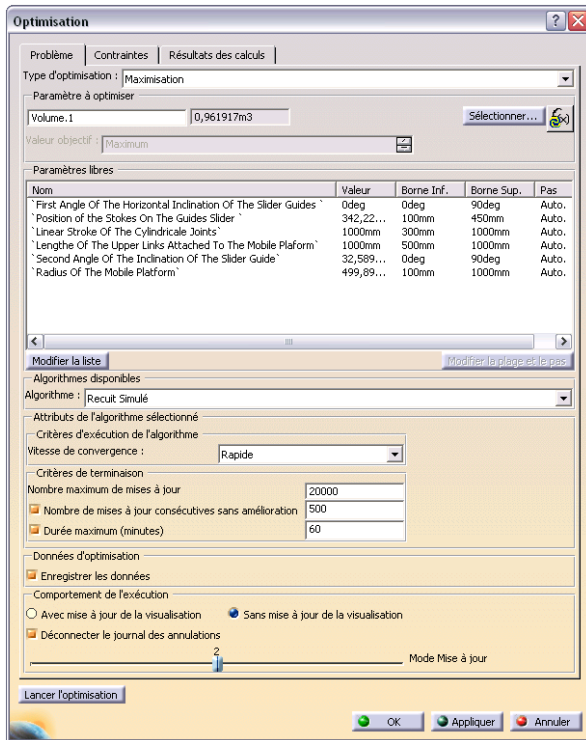 Optimisation
Problème Contraintes Résultats des calculs
Type d'optimisation : Maximisation
Paramètre à optimiser
Volume.1 0,961917m3 Sélectionner... f(x)
Valeur objectif : Maximum
Paramètres libres
Nom Valeur Borne Inf. Borne Sup. Pas
`First Angle Of The Horizontal Inclination Of The Slider Guides ` 0deg 0deg 90deg Auto.
`Position of the Stokes On The Guides Slider ` 342,22... 100mm 450mm Auto.
`Linear Stroke Of The Cylindricale Joints` 1000mm 300mm 1000mm Auto.
`Lengthe Of The Upper Links Attached To The Mobile Plaform` 1000mm 500mm 1000mm Auto.
`Second Angle Of The Inclination Of The Slider Guide` 32,589... 0deg 90deg Auto.
`Radius Of The Mobile Platform` 499,89... 100mm 1000mm Auto.
Modifier la liste Modifier la plage et le pas
Algorithmes disponibles
Algorithme : Recuit Simulé
Attributs de l'algorithme sélectionné
Critères d'exécution de l'algorithme
Vitesse de convergence : Rapide
Critères de terminaison
Nombre maximum de mises à jour 20000
Nombre de mises à jour consécutives sans amélioration 500
Durée maximum (minutes) 60
Données d'optimisation
Enregistrer les données
Comportement de l'exécution
Avec mise à jour de la visualisation Sans mise à jour de la visualisation
Déconnecter le journal des annulations
2
Mode Mise à jour
Lancer l'optimisation
OK Appliquer Annuler